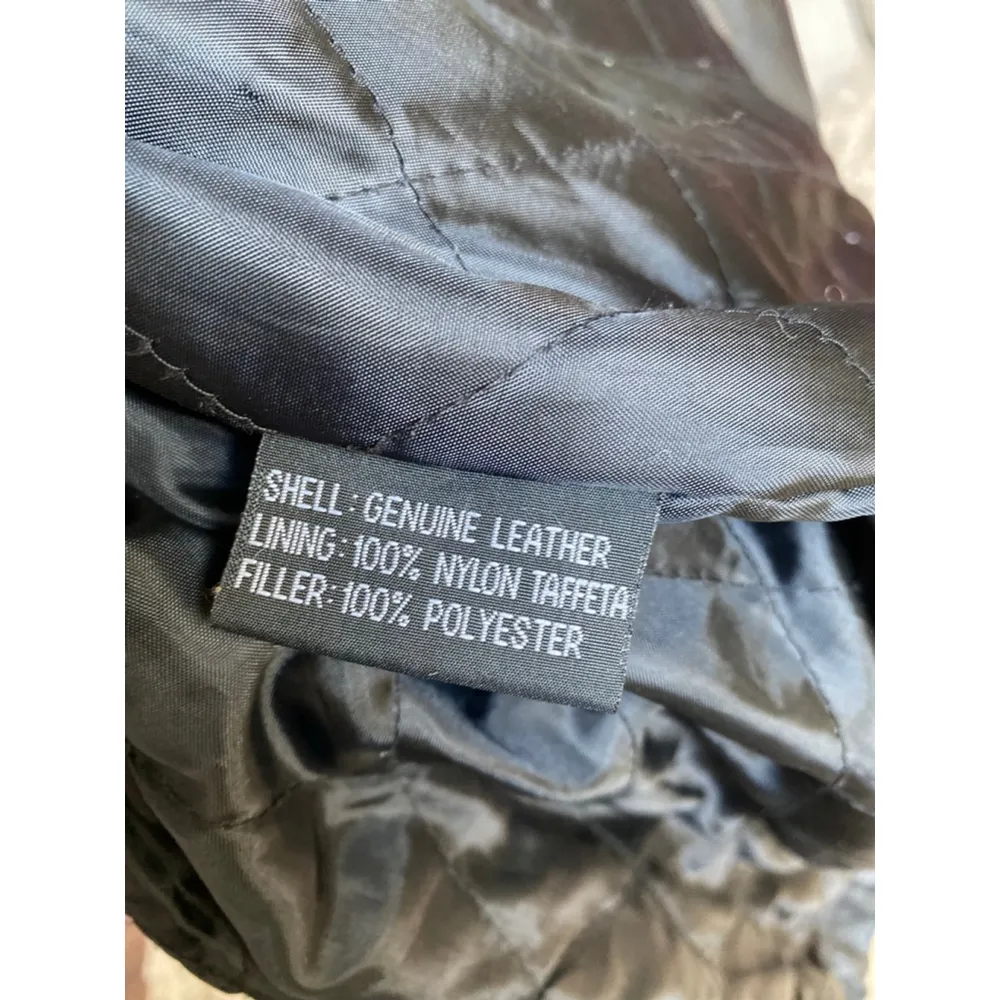 SHELL: GENUINE LEATHER
LINING: 100% NYLON TAFFETA
FILLER: 100% POLYESTER